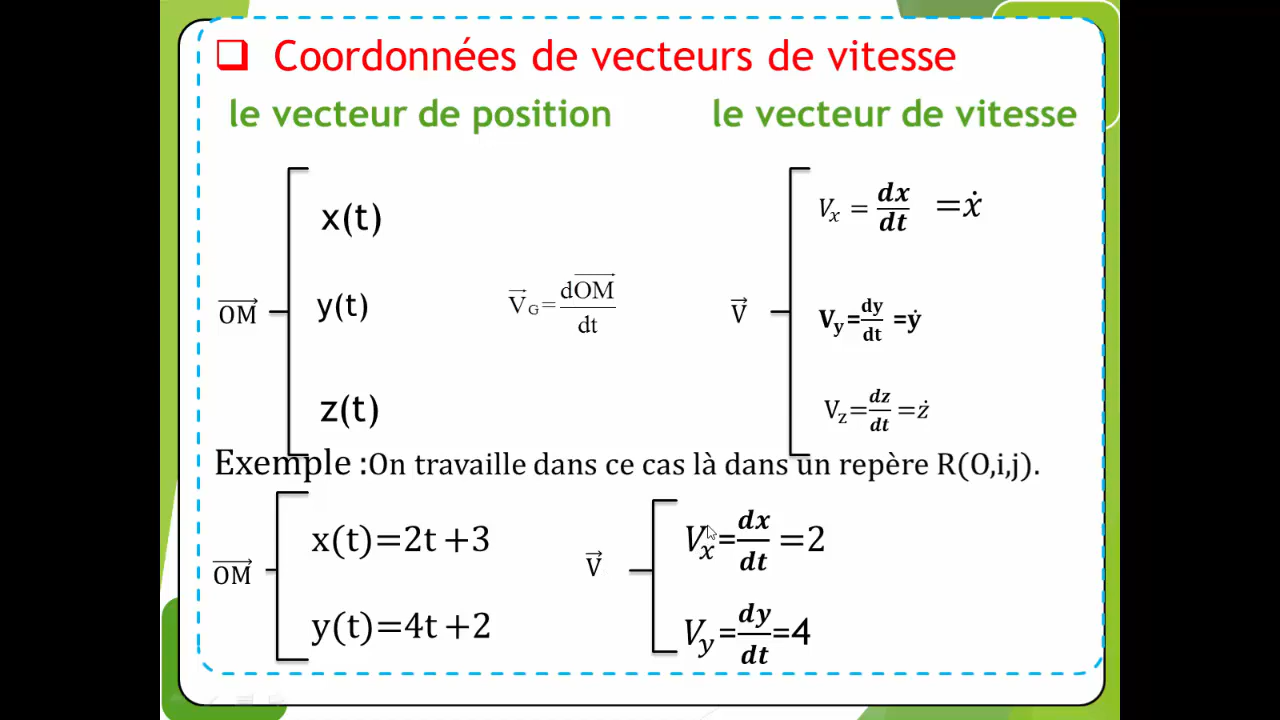 ❑ Coordonnées de vecteurs de vitesse
le vecteur de position le vecteur de vitesse
x(t)
y(t)
z(t)
OM⃗
V⃗G=dOM⃗/dt
V⃗
Vx = dx/dt =ẋ
Vy=dy/dt =ẏ
Vz=dz/dt =ż
Exemple :On travaille dans ce cas là dans un repère R(O,i,j).
OM⃗
x(t)=2t+3
y(t)=4t+2
V⃗
Vx=dx/dt =2
Vy=dy/dt=4